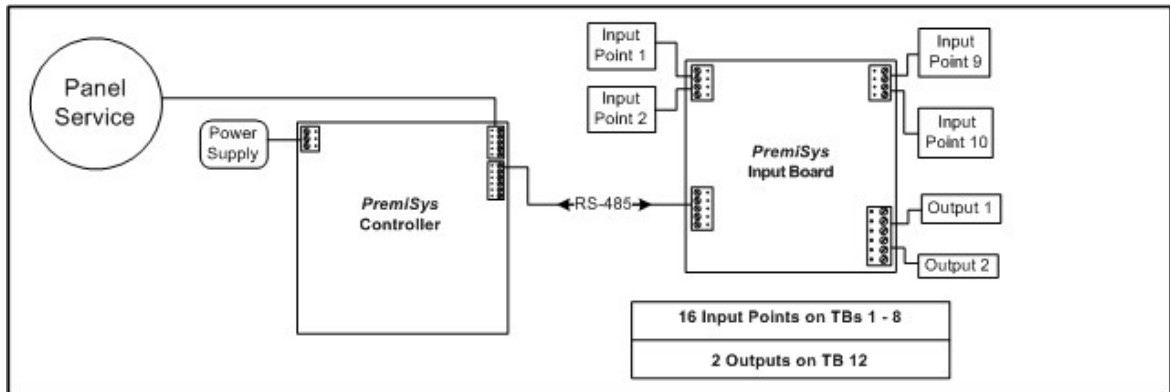 Panel
Service
Power
Supply
PremiSys
Controller
RS-485
Input
Point 1
Input
Point 2
Input
Point 9
Input
Point 10
PremiSys
Input Board
Output 1
Output 2
16 Input Points on TBs 1 - 8
2 Outputs on TB 12